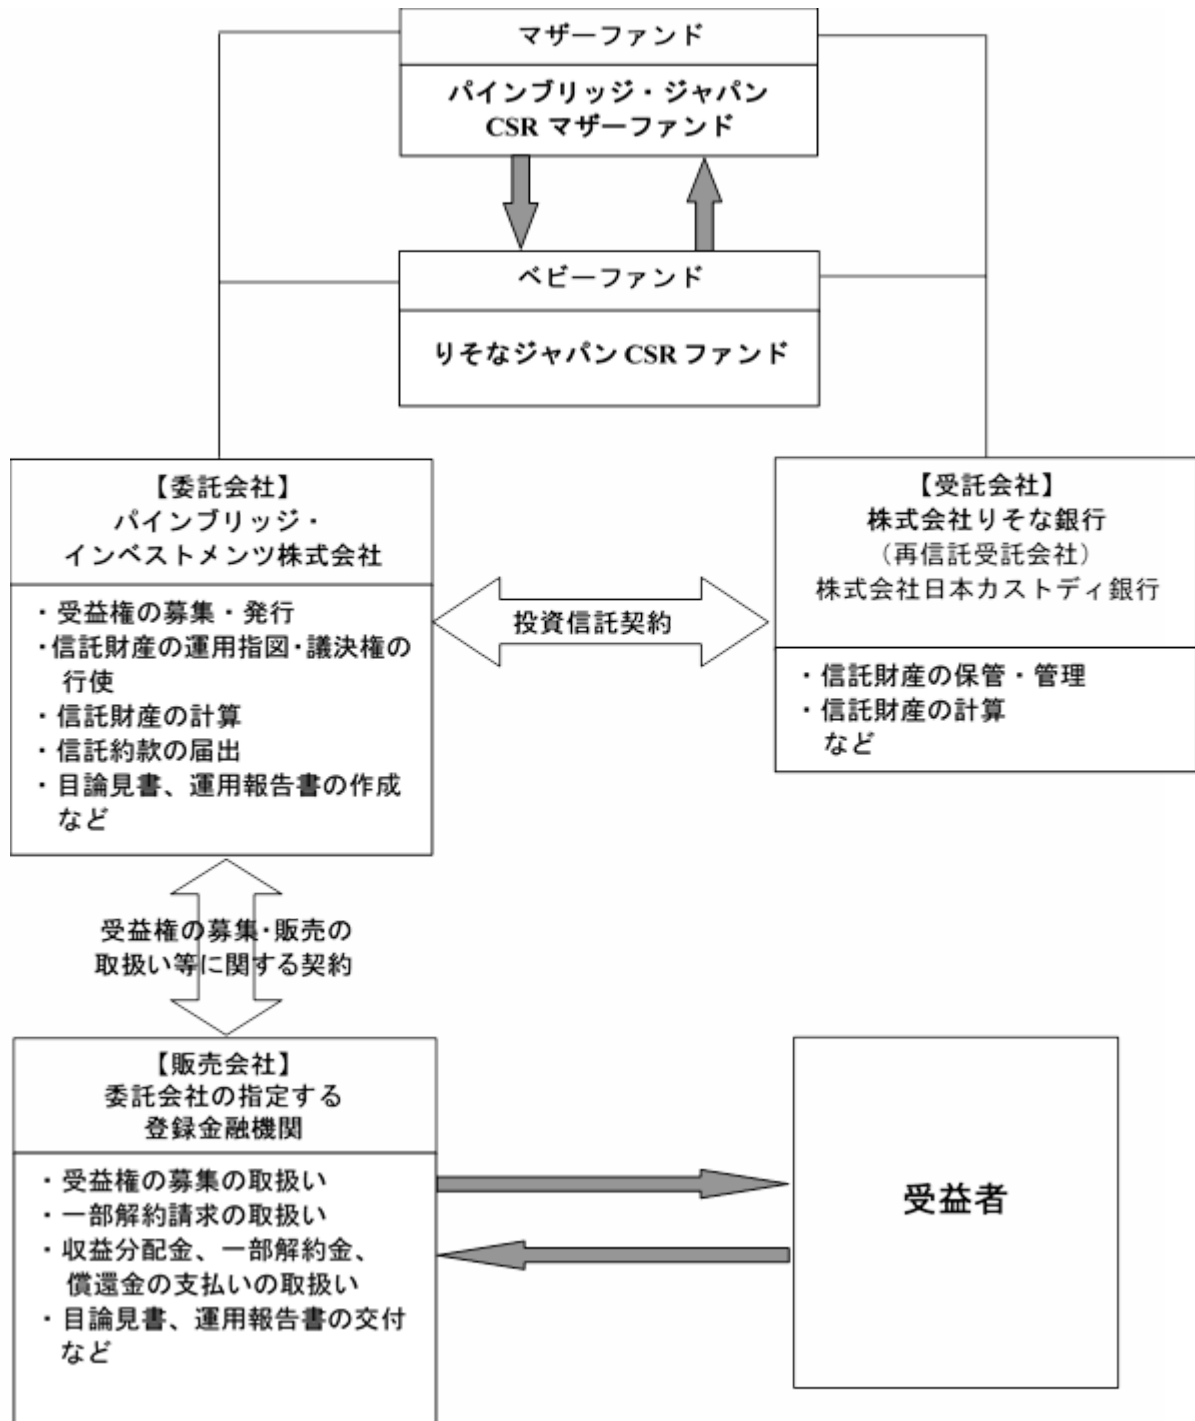 マザーファンド
パインブリッジ・ジャパン
CSR マザーファンド
ベビーファンド
りそなジャパン CSR ファンド
【委託会社】
パインブリッジ・
インベストメンツ株式会社
・受益権の募集・発行
・信託財産の運用指図・議決権の
行使
・信託財産の計算
・信託約款の届出
・目論見書、運用報告書の作成
など
投資信託契約
【受託会社】
株式会社りそな銀行
（再信託受託会社）
株式会社日本カストディ銀行
・信託財産の保管・管理
・信託財産の計算
など
受益権の募集・販売の
取扱い等に関する契約
【販売会社】
委託会社の指定する
登録金融機関
・受益権の募集の取扱い
・一部解約請求の取扱い
・収益分配金、一部解約金、
償還金の支払いの取扱い
・目論見書、運用報告書の交付
など
受益者